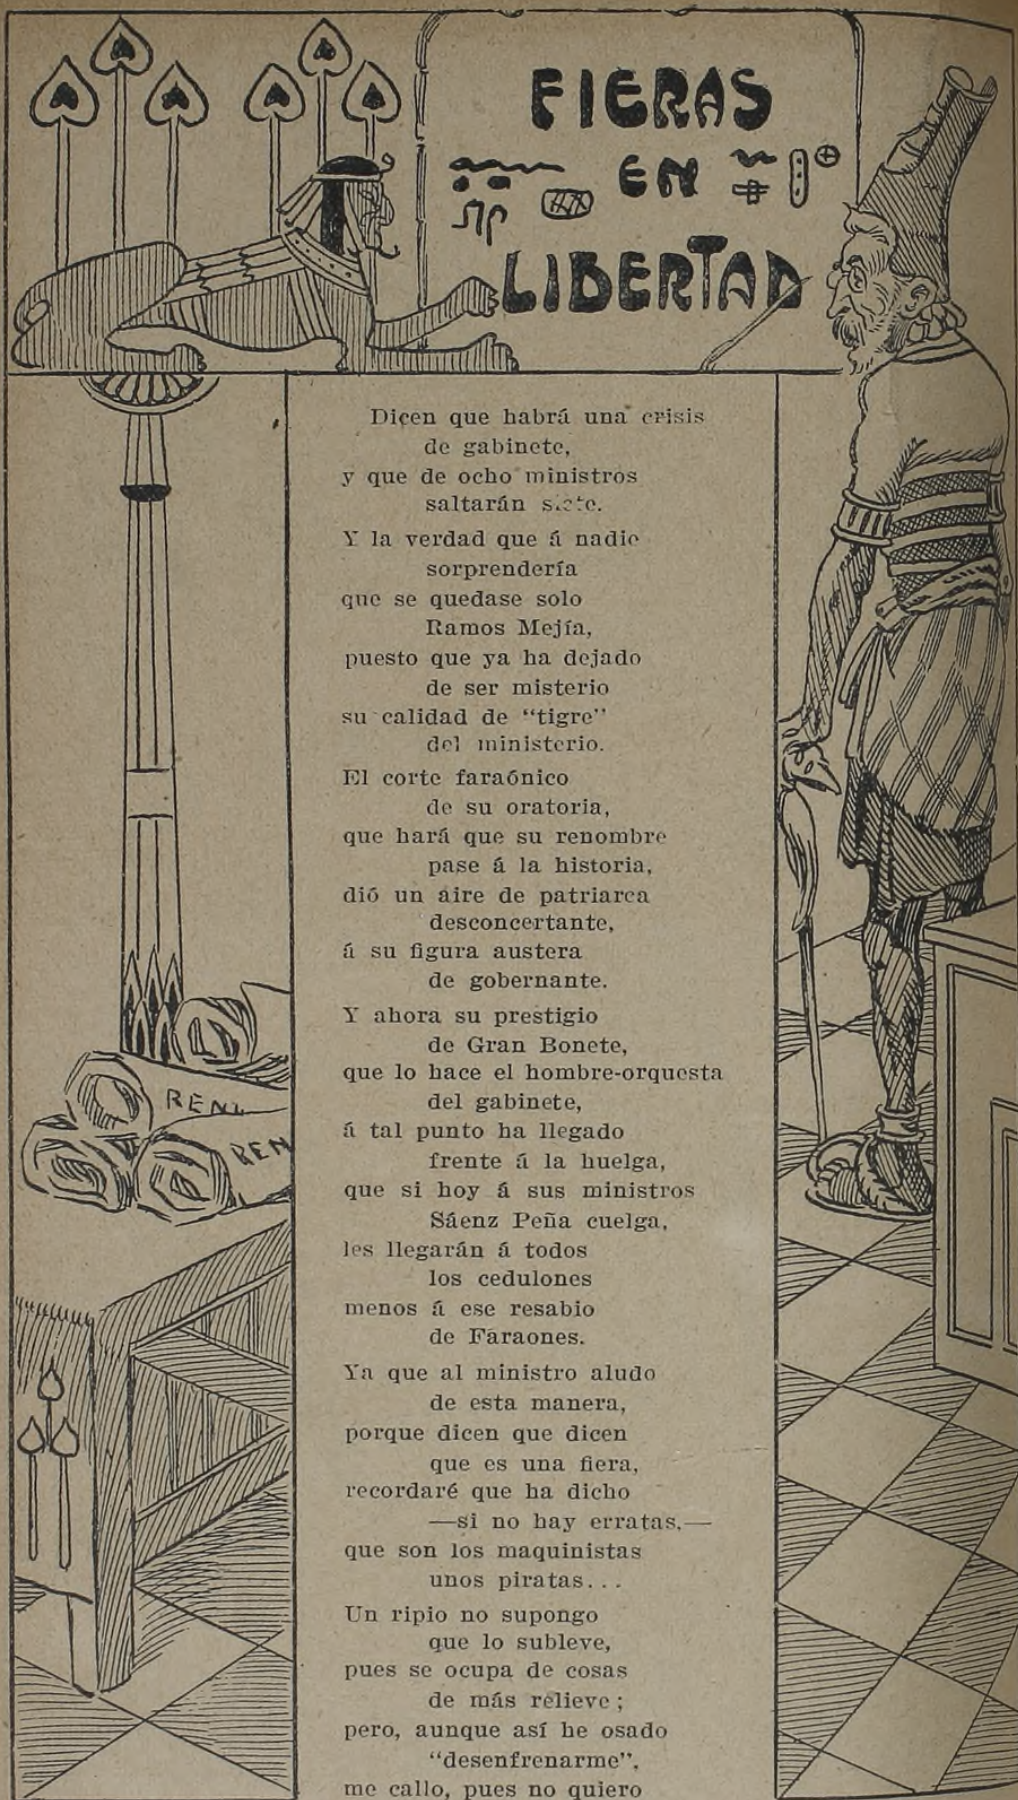 FIERAS
EN
LIBERTAD
Dicen que habrá una crisis
de gabinete,
y que de ocho ministros
saltarán siete.
Y la verdad que á nadie
sorprendería
que se quedase solo
Ramos Mejía,
puesto que ya ha dejado
de ser misterio
su calidad de “tigre”
del ministerio.
El corte faraónico
de su oratoria,
que hará que su renombre
pase á la historia,
dió un aire de patriarca
desconcertante,
á su figura austera
de gobernante.
Y ahora su prestigio
de Gran Bonete,
que lo hace el hombre-orquesta
del gabinete,
á tal punto ha llegado
frente á la huelga,
que si hoy á sus ministros
Sáenz Peña cuelga,
les llegarán á todos
los cedulones
menos á ese resabio
de Faraones.
Ya que al ministro aludo
de esta manera,
porque dicen que dicen
que es una fiera,
recordaré que ha dicho
—si no hay erratas,—
que son los maquinistas
unos piratas...
Un ripio no supongo
que lo subleve,
pues se ocupa de cosas
de más relieve;
pero, aunque así he osado
“desenfrenarme”,
me callo, pues no quiero
REN